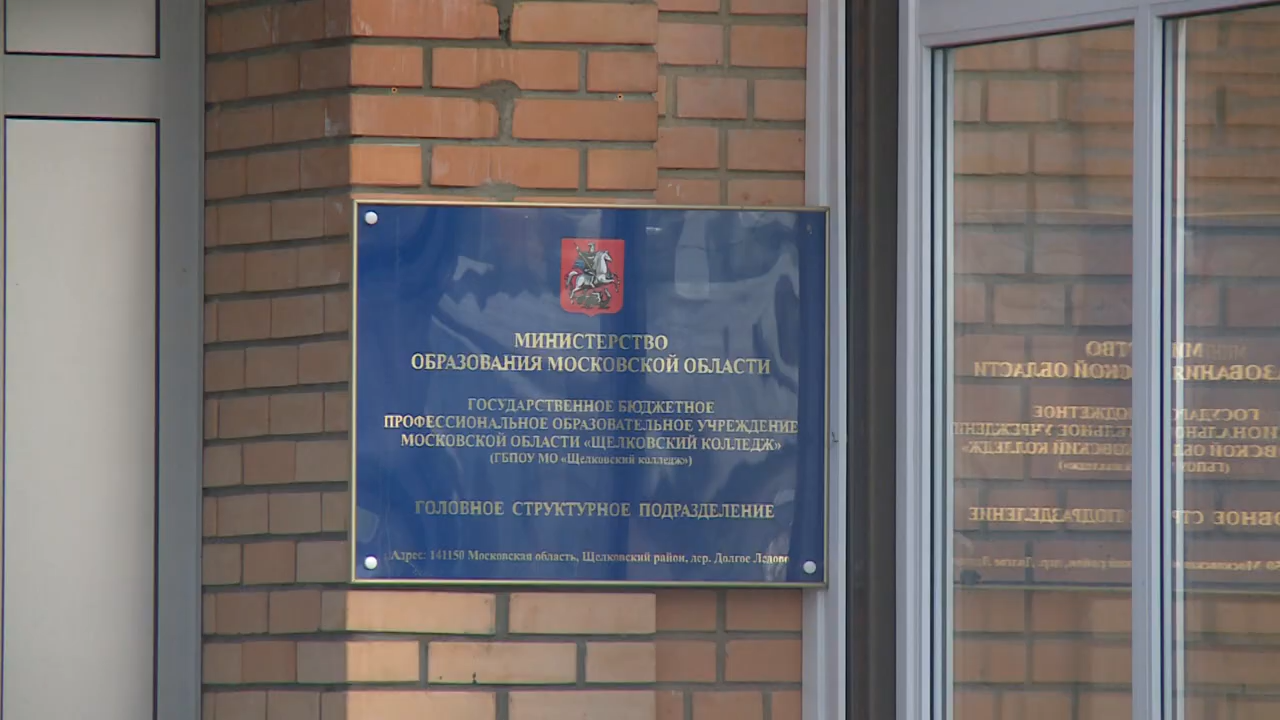 МИНИСТЕРСТВО
ОБРАЗОВАНИЯ МОСКОВСКОЙ ОБЛАСТИ
ГОСУДАРСТВЕННОЕ БЮДЖЕТНОЕ
ПРОФЕССИОНАЛЬНОЕ ОБРАЗОВАТЕЛЬНОЕ УЧРЕЖДЕНИЕ
МОСКОВСКОЙ ОБЛАСТИ «ЩЕЛКОВСКИЙ КОЛЛЕДЖ»
(ГБПОУ МО «Щелковский колледж»)
ГОЛОВНОЕ СТРУКТУРНОЕ ПОДРАЗДЕЛЕНИЕ
Адрес: 141150 Московская область, Щелковский район, дер. Долгое Ледово